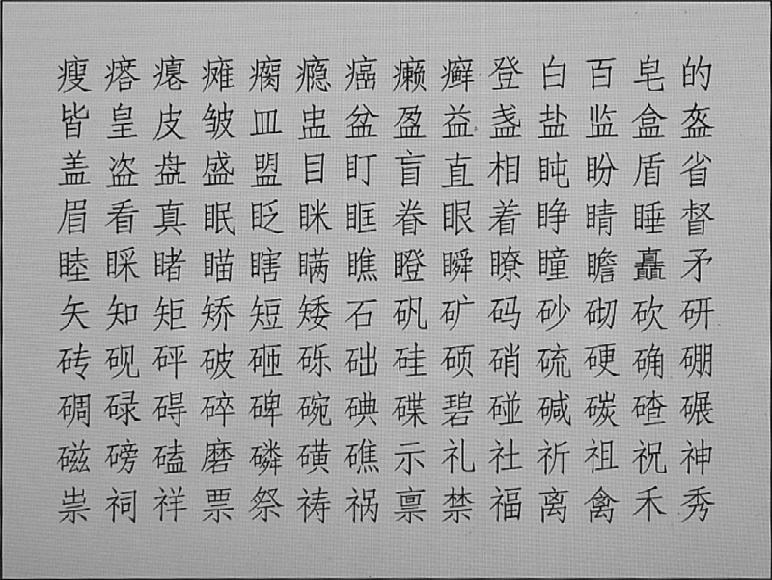 瘦瘩瘪瘫瘸瘾癌癞癣登白百皂的
皆皇皮皱皿盅盆盈益盏盐监盒盔
盖盗盘盛盟目盯盲直相盹盼盾省
眉看真眠眨眯眶眷眼着睁睛睡督
睦睬睹瞄瞎瞒瞧瞪瞬瞭瞳瞻矗矛
矢知矩矫短矮石矾矿码砂砌砍研
砖砚砰破砸砾础硅硕硝硫硬确硼
碉碌碍碎碑碗碘碟碧碰碱碳碴碾
磁磅磕磨磷磺礁示礼社祈祖祝神
祟祠祥票祭祷祸禀禁福离禽禾秀